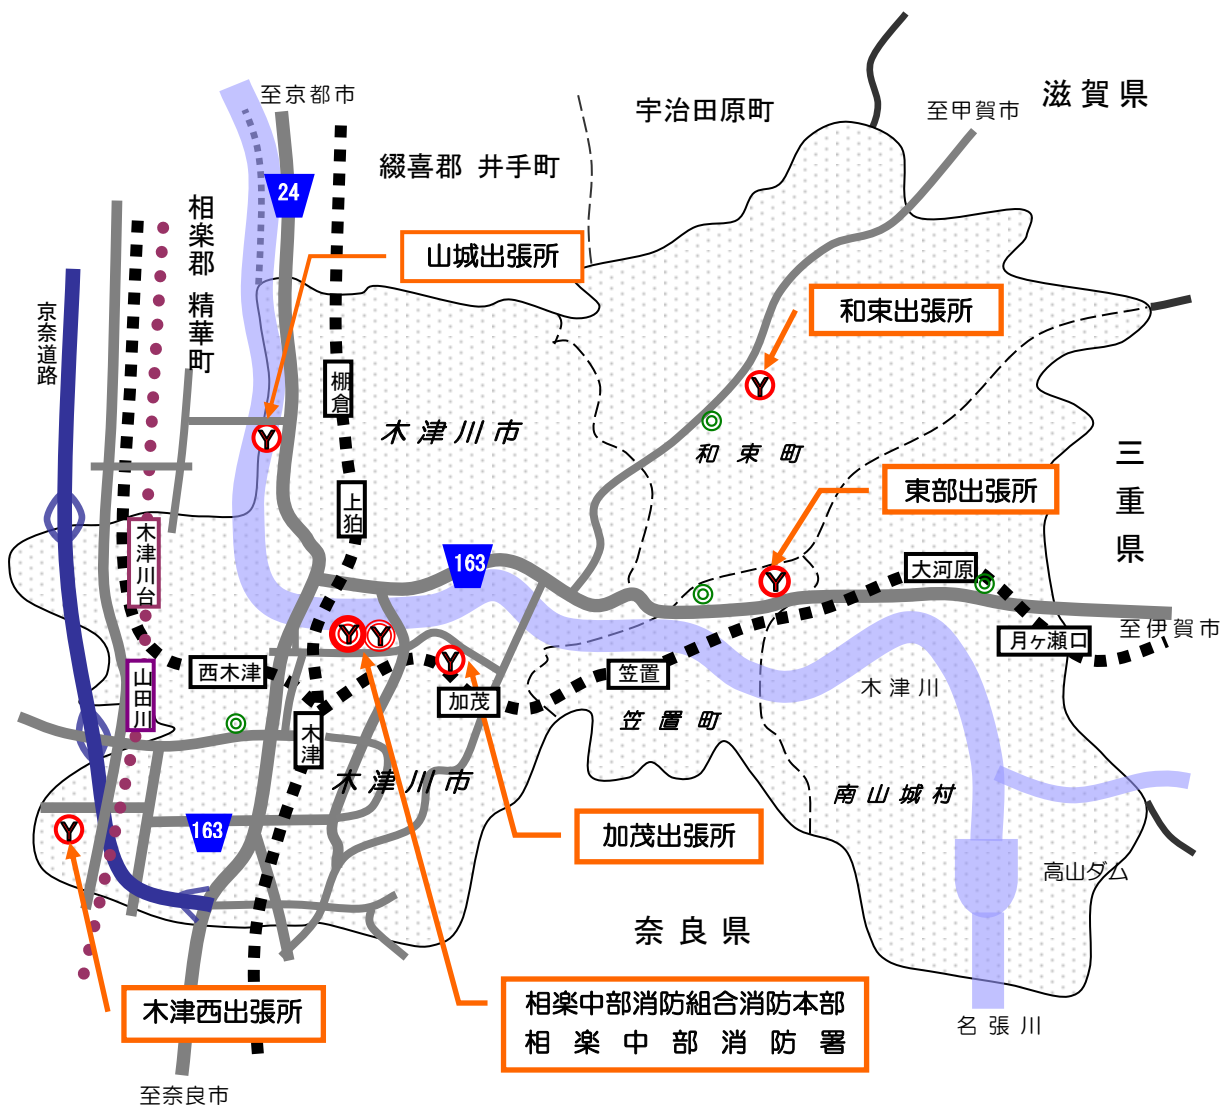 至京都市
宇治田原町
滋賀県
至甲賀市
綴喜郡 井手町
24
相楽郡 精華町
山城出張所
京奈道路
和束出張所
棚倉
木津川市
和束町
三重県
上狛
東部出張所
木津川台
163
大河原
至伊賀市
月ヶ瀬口
西木津
山田川
笠置
木津川
加茂
笠置町
木津
木津川市
南山城村
163
加茂出張所
高山ダム
奈良県
木津西出張所
相楽中部消防組合消防本部
相楽中部消防署
名張川
至奈良市
Y
Y
Y
Y
Y
Y
Y